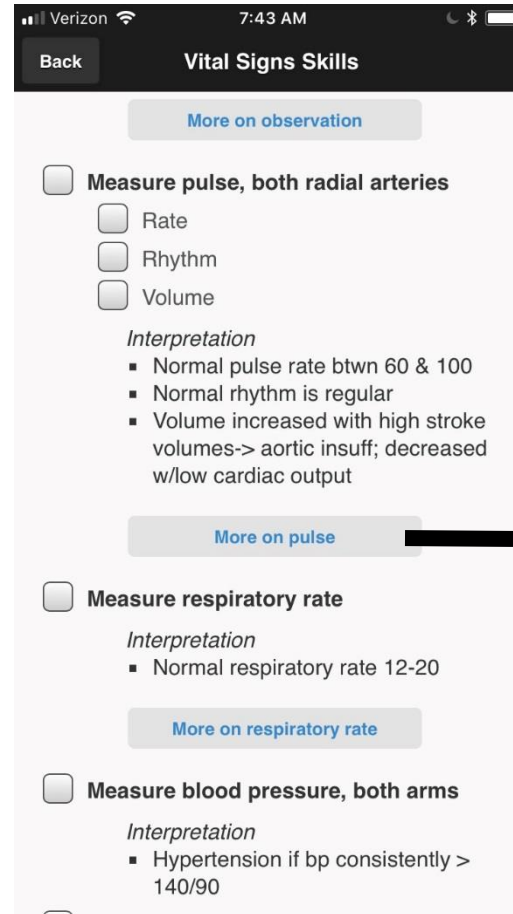 Verizon 7:43 AM
Back Vital Signs Skills
More on observation
Measure pulse, both radial arteries
Rate
Rhythm
Volume
Interpretation
▪ Normal pulse rate btwn 60 & 100
▪ Normal rhythm is regular
▪ Volume increased with high stroke
volumes-> aortic insuff; decreased
w/low cardiac output
More on pulse
Measure respiratory rate
Interpretation
▪ Normal respiratory rate 12-20
More on respiratory rate
Measure blood pressure, both arms
Interpretation
▪ Hypertension if bp consistently >
140/90